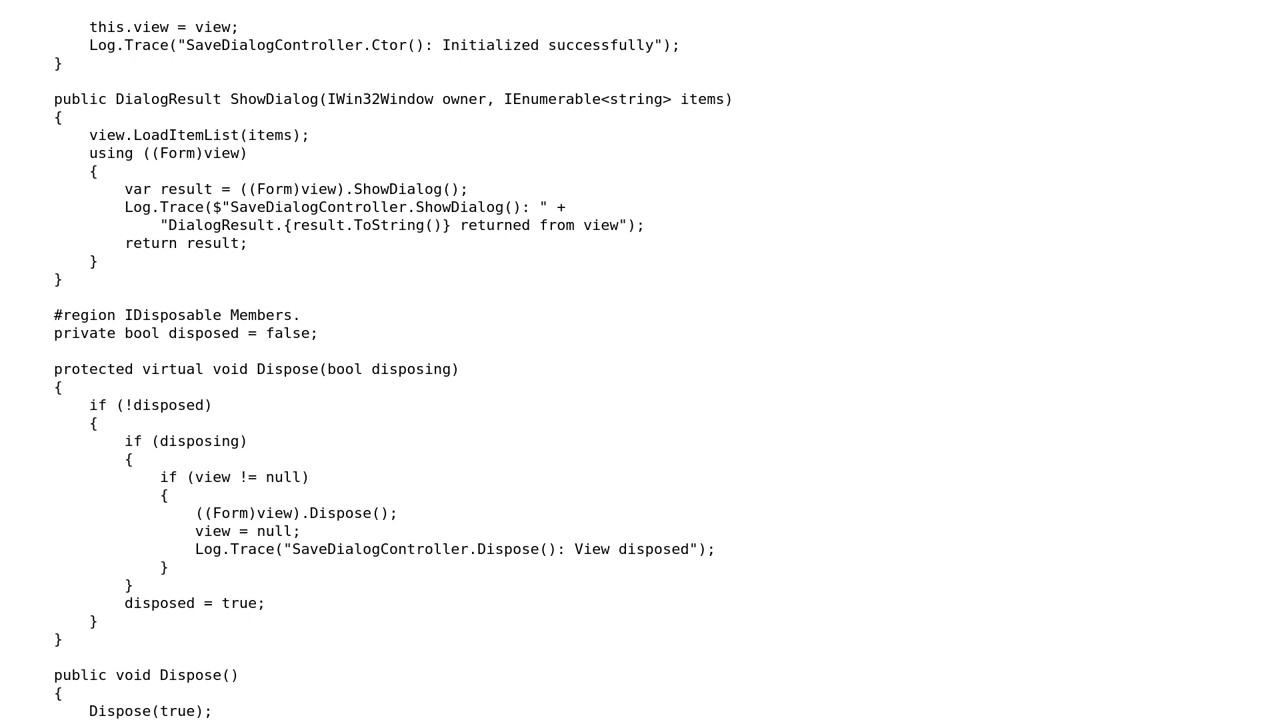 this.view = view;
        Log.Trace("SaveDialogController.Ctor(): Initialized successfully");
    }

    public DialogResult ShowDialog(IWin32Window owner, IEnumerable<string> items)
    {
        view.LoadItemList(items);
        using ((Form)view)
        {
            var result = ((Form)view).ShowDialog();
            Log.Trace($"SaveDialogController.ShowDialog(): " +
                "DialogResult.{result.ToString()} returned from view");
            return result;
        }
    }

    #region IDisposable Members.
    private bool disposed = false;

    protected virtual void Dispose(bool disposing)
    {
        if (!disposed)
        {
            if (disposing)
            {
                if (view != null)
                {
                    ((Form)view).Dispose();
                    view = null;
                    Log.Trace("SaveDialogController.Dispose(): View disposed");
                }
            }
            disposed = true;
        }
    }

    public void Dispose()
    {
        Dispose(true);